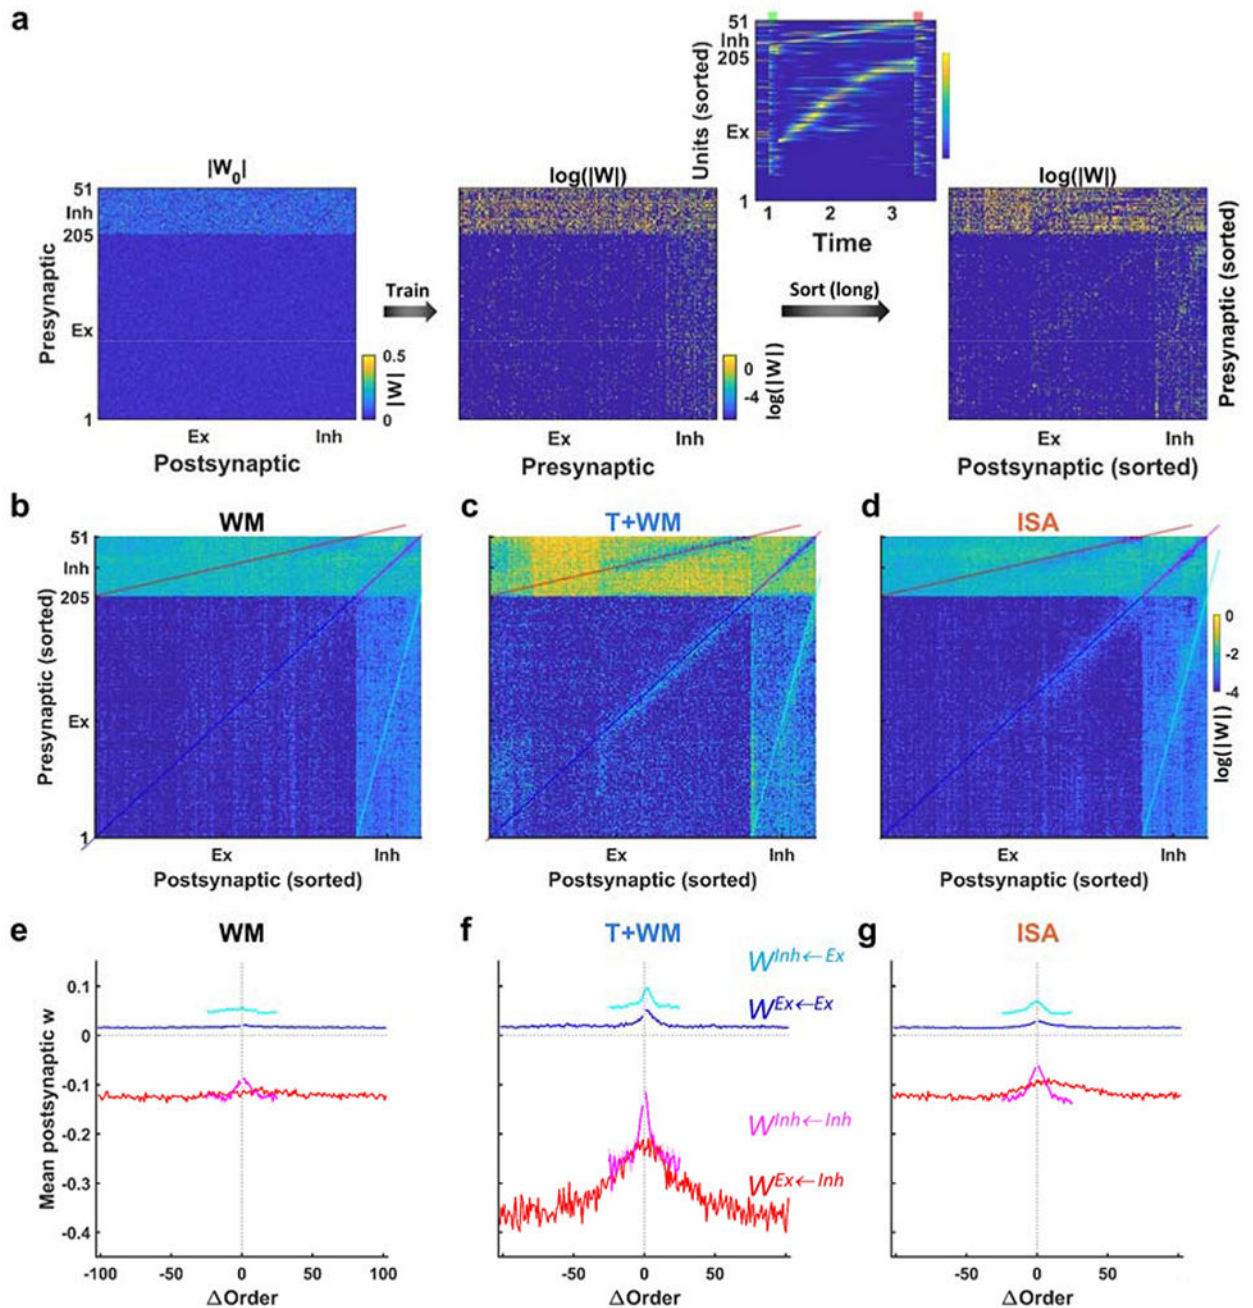 a
51
Inh
205
Ex
1
Units (sorted)
1 2 3
Time
|W₀|
51
Inh
205
Ex
1
Presynaptic
Ex Inh
Postsynaptic
0.5
0
|W|
Train
log(|W|)
Ex Inh
Presynaptic
0
-4
log(|W|)
Sort (long)
log(|W|)
Ex Inh
Postsynaptic (sorted)
Presynaptic (sorted)
b
WM
51
Inh
205
Ex
1
Presynaptic (sorted)
Ex Inh
Postsynaptic (sorted)
c
T+WM
Ex Inh
Postsynaptic (sorted)
d
ISA
Ex Inh
Postsynaptic (sorted)
0
-2
-4
log(|W|)
e
WM
0.1
0
-0.1
-0.2
-0.3
-0.4
Mean postsynaptic w
-100 -50 0 50 100
ΔOrder
f
T+WM
W^Inh←Ex
W^Ex←Ex
W^Inh←Inh
W^Ex←Inh
-50 0 50
ΔOrder
g
ISA
-50 0 50
ΔOrder